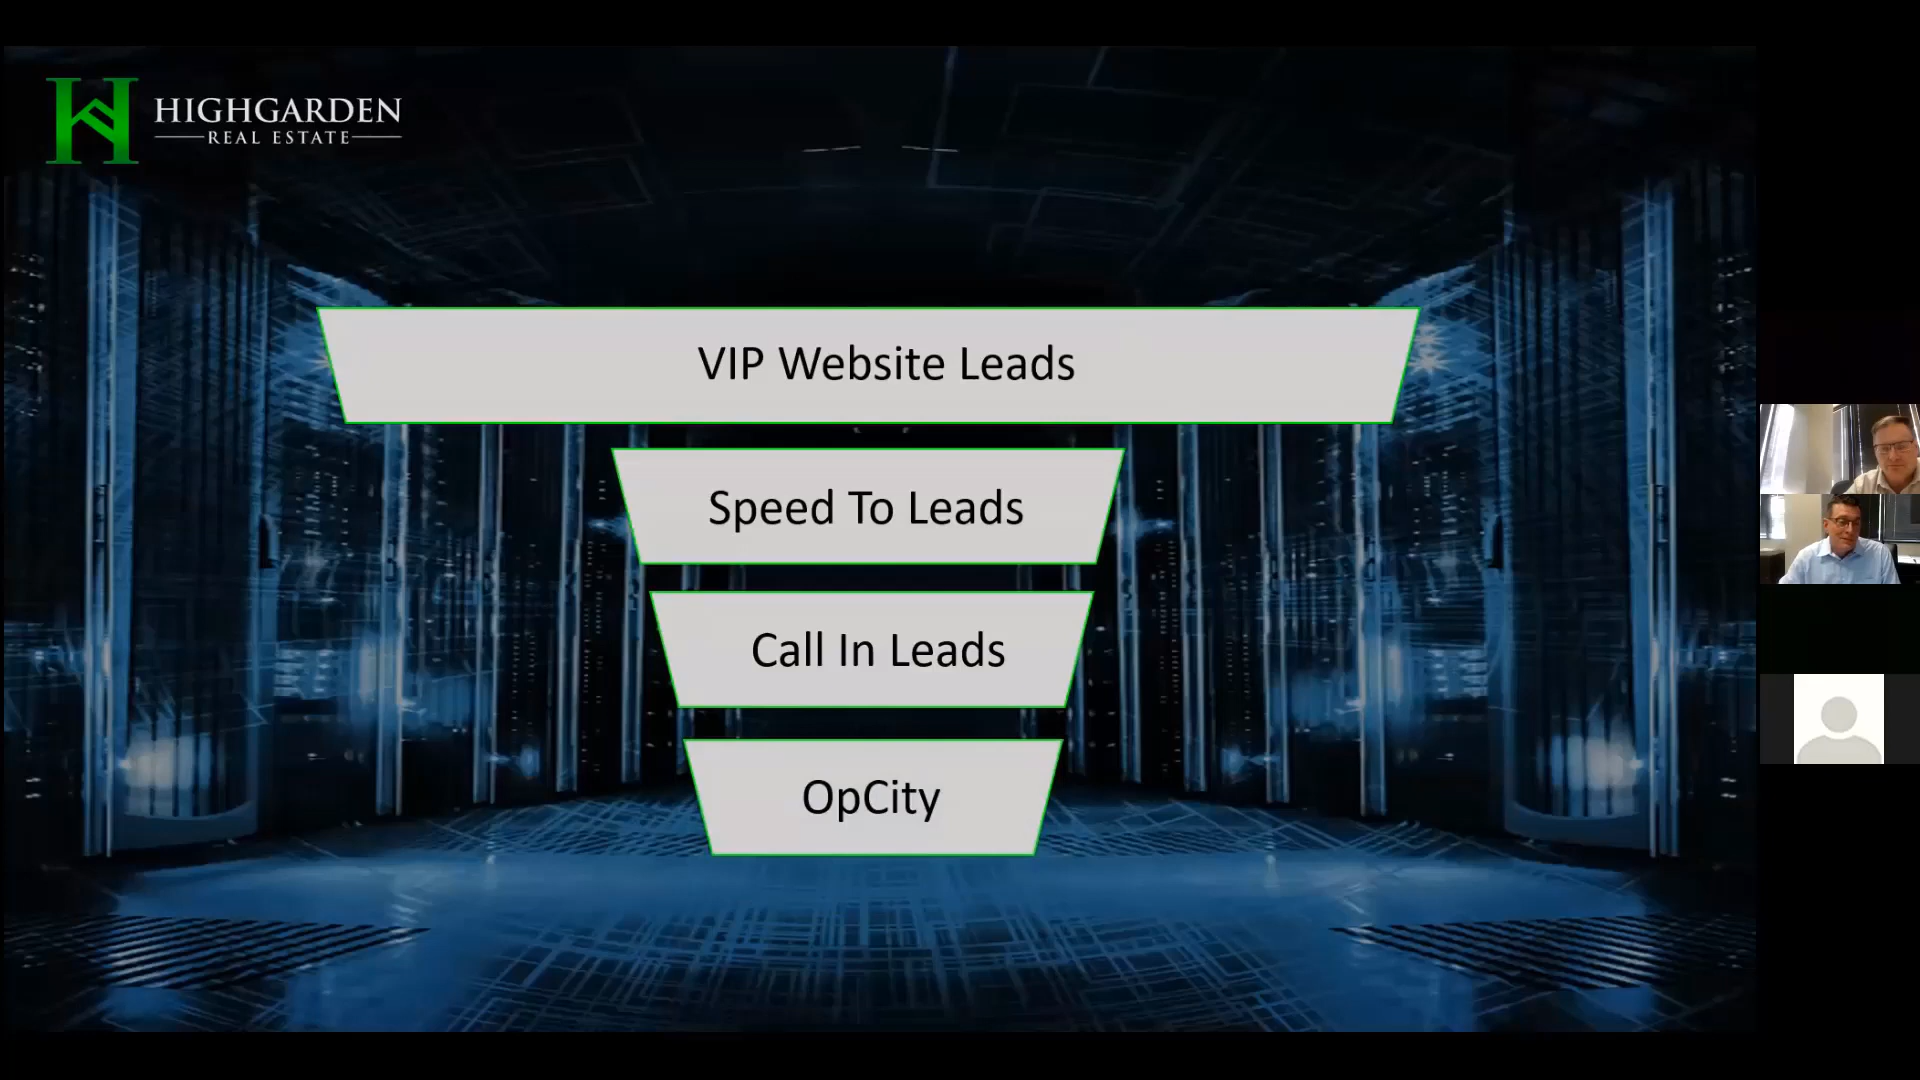 HIGHGARDEN
REAL ESTATE
VIP Website Leads
Speed To Leads
Call In Leads
OpCity